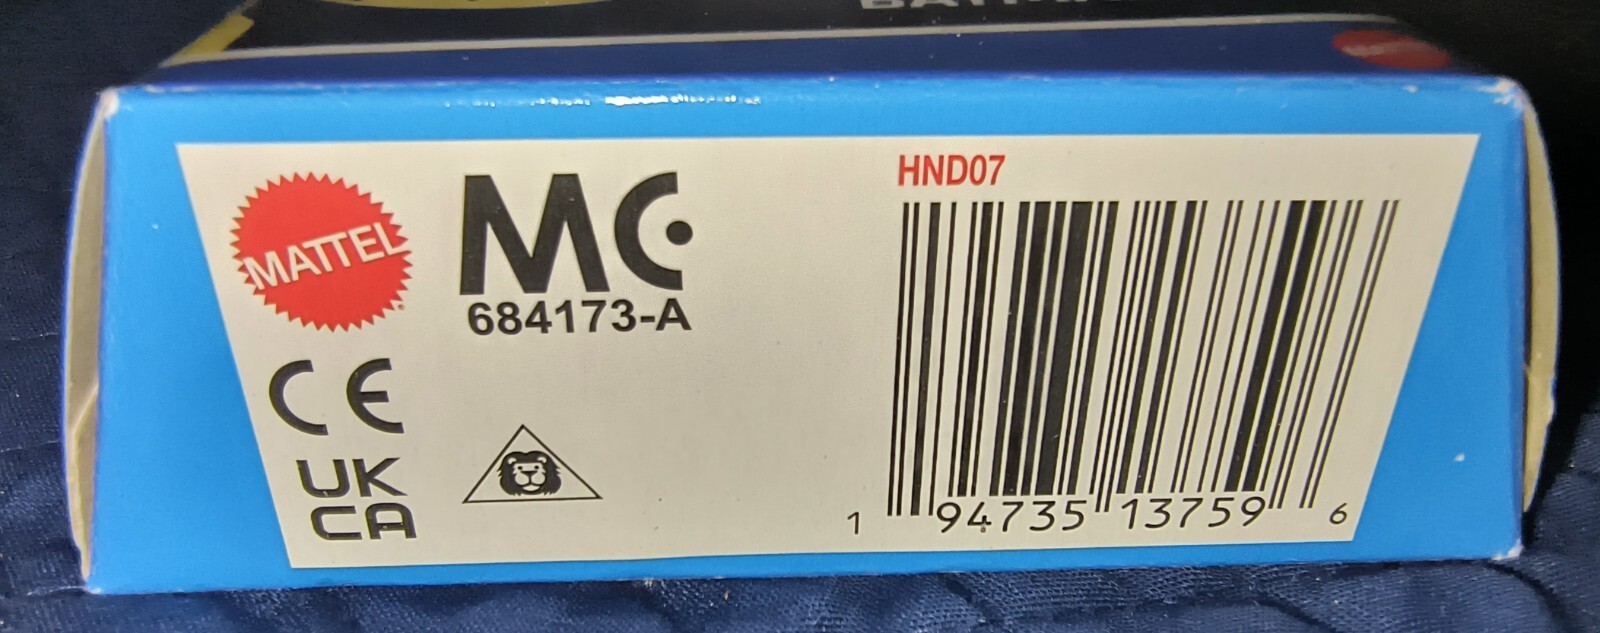 MATTEL
MC
684173-A
CE
UK
CA
HND07
1 94735 13759 6